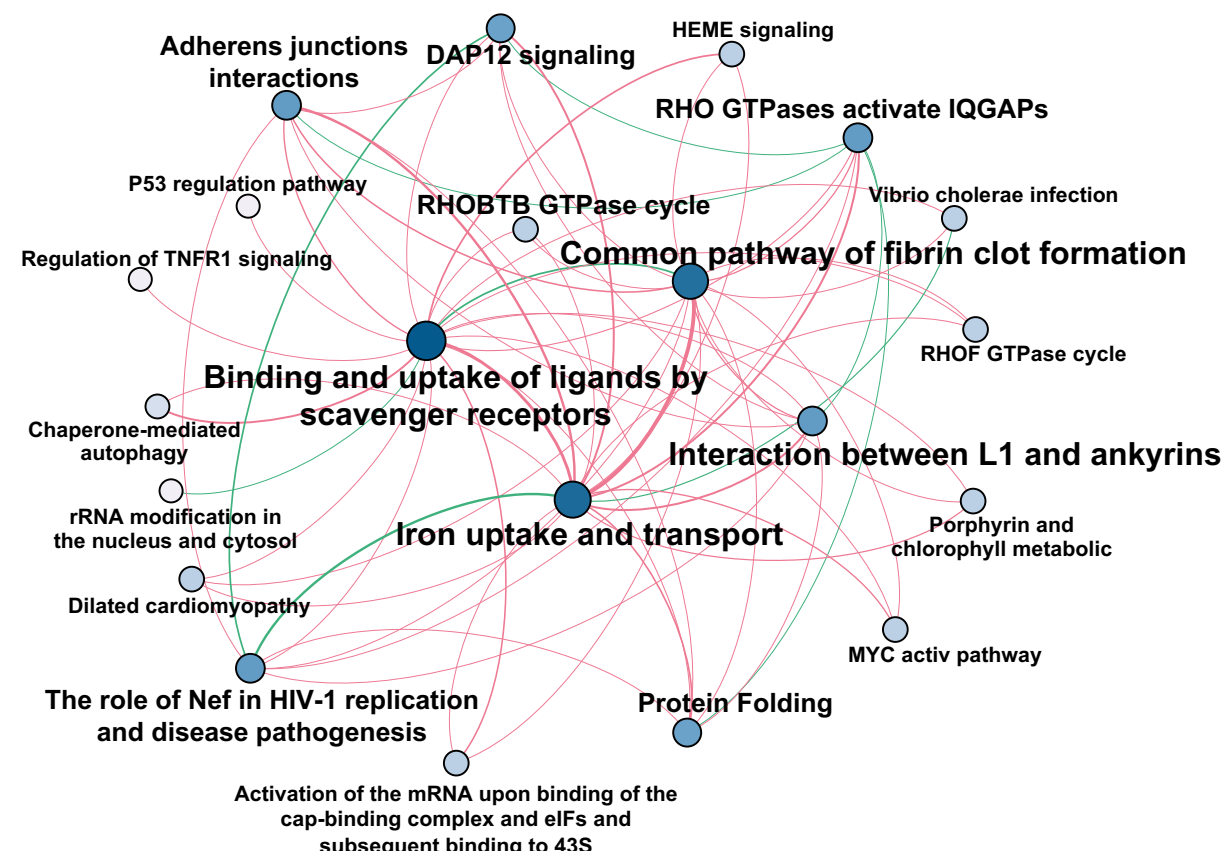 HEME signaling
Adherens junctions
interactions
DAP12 signaling
RHO GTPases activate IQGAPs
P53 regulation pathway
Vibrio cholerae infection
RHOBTB GTPase cycle
Common pathway of fibrin clot formation
Regulation of TNFR1 signaling
RHOF GTPase cycle
Binding and uptake of ligands by
scavenger receptors
Chaperone-mediated
autophagy
Interaction between L1 and ankyrins
rRNA modification in
the nucleus and cytosol
Iron uptake and transport
Porphyrin and
chlorophyll metabolic
Dilated cardiomyopathy
MYC activ pathway
The role of Nef in HIV-1 replication
and disease pathogenesis
Protein Folding
Activation of the mRNA upon binding of the
cap-binding complex and eIFs and
subsequent binding to 43S